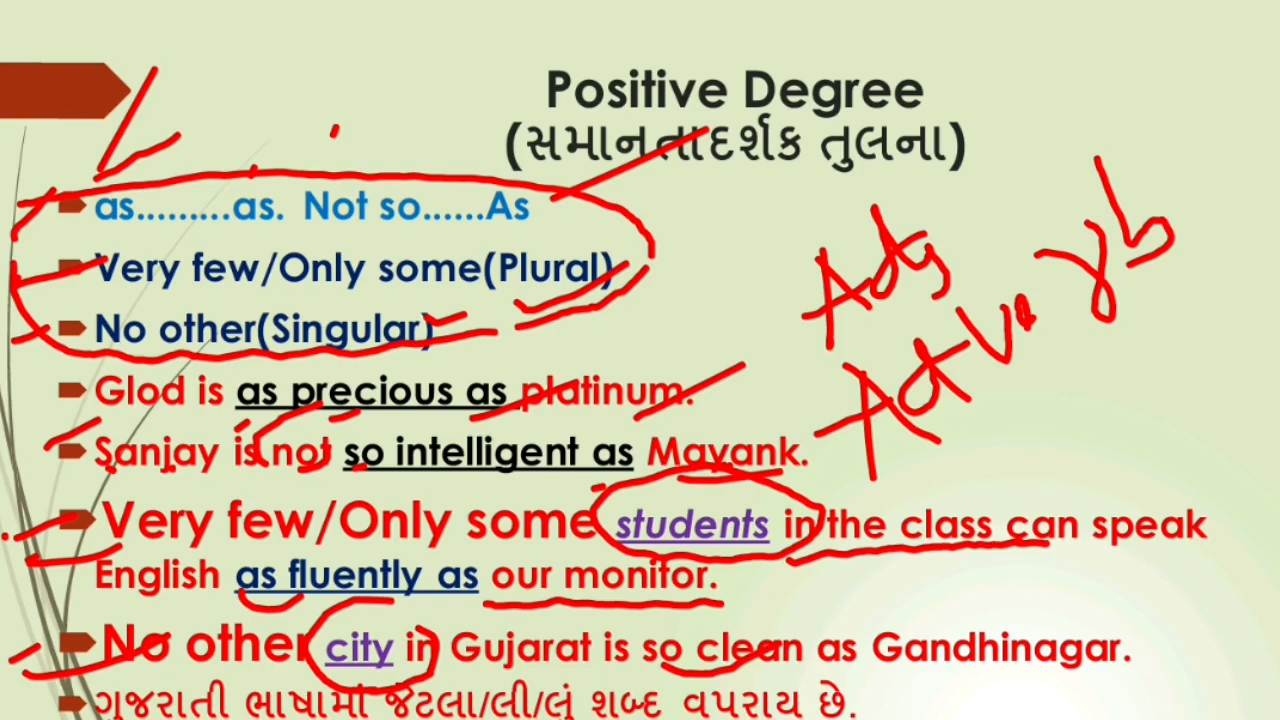 Positive Degree
(સમાનતાદર્શક તુલના)
as.........as. Not so......As
Very few/Only some(Plural)
No other(Singular)
Glod is as precious as platinum.
Sanjay is not so intelligent as Mayank.
Very few/Only some students in the class can speak
English as fluently as our monitor.
No other city in Gujarat is so clean as Gandhinagar.
ગુજરાતી ભાષામાં જેટલા/લી/લું શબ્દ વપરાય છે.
Adj